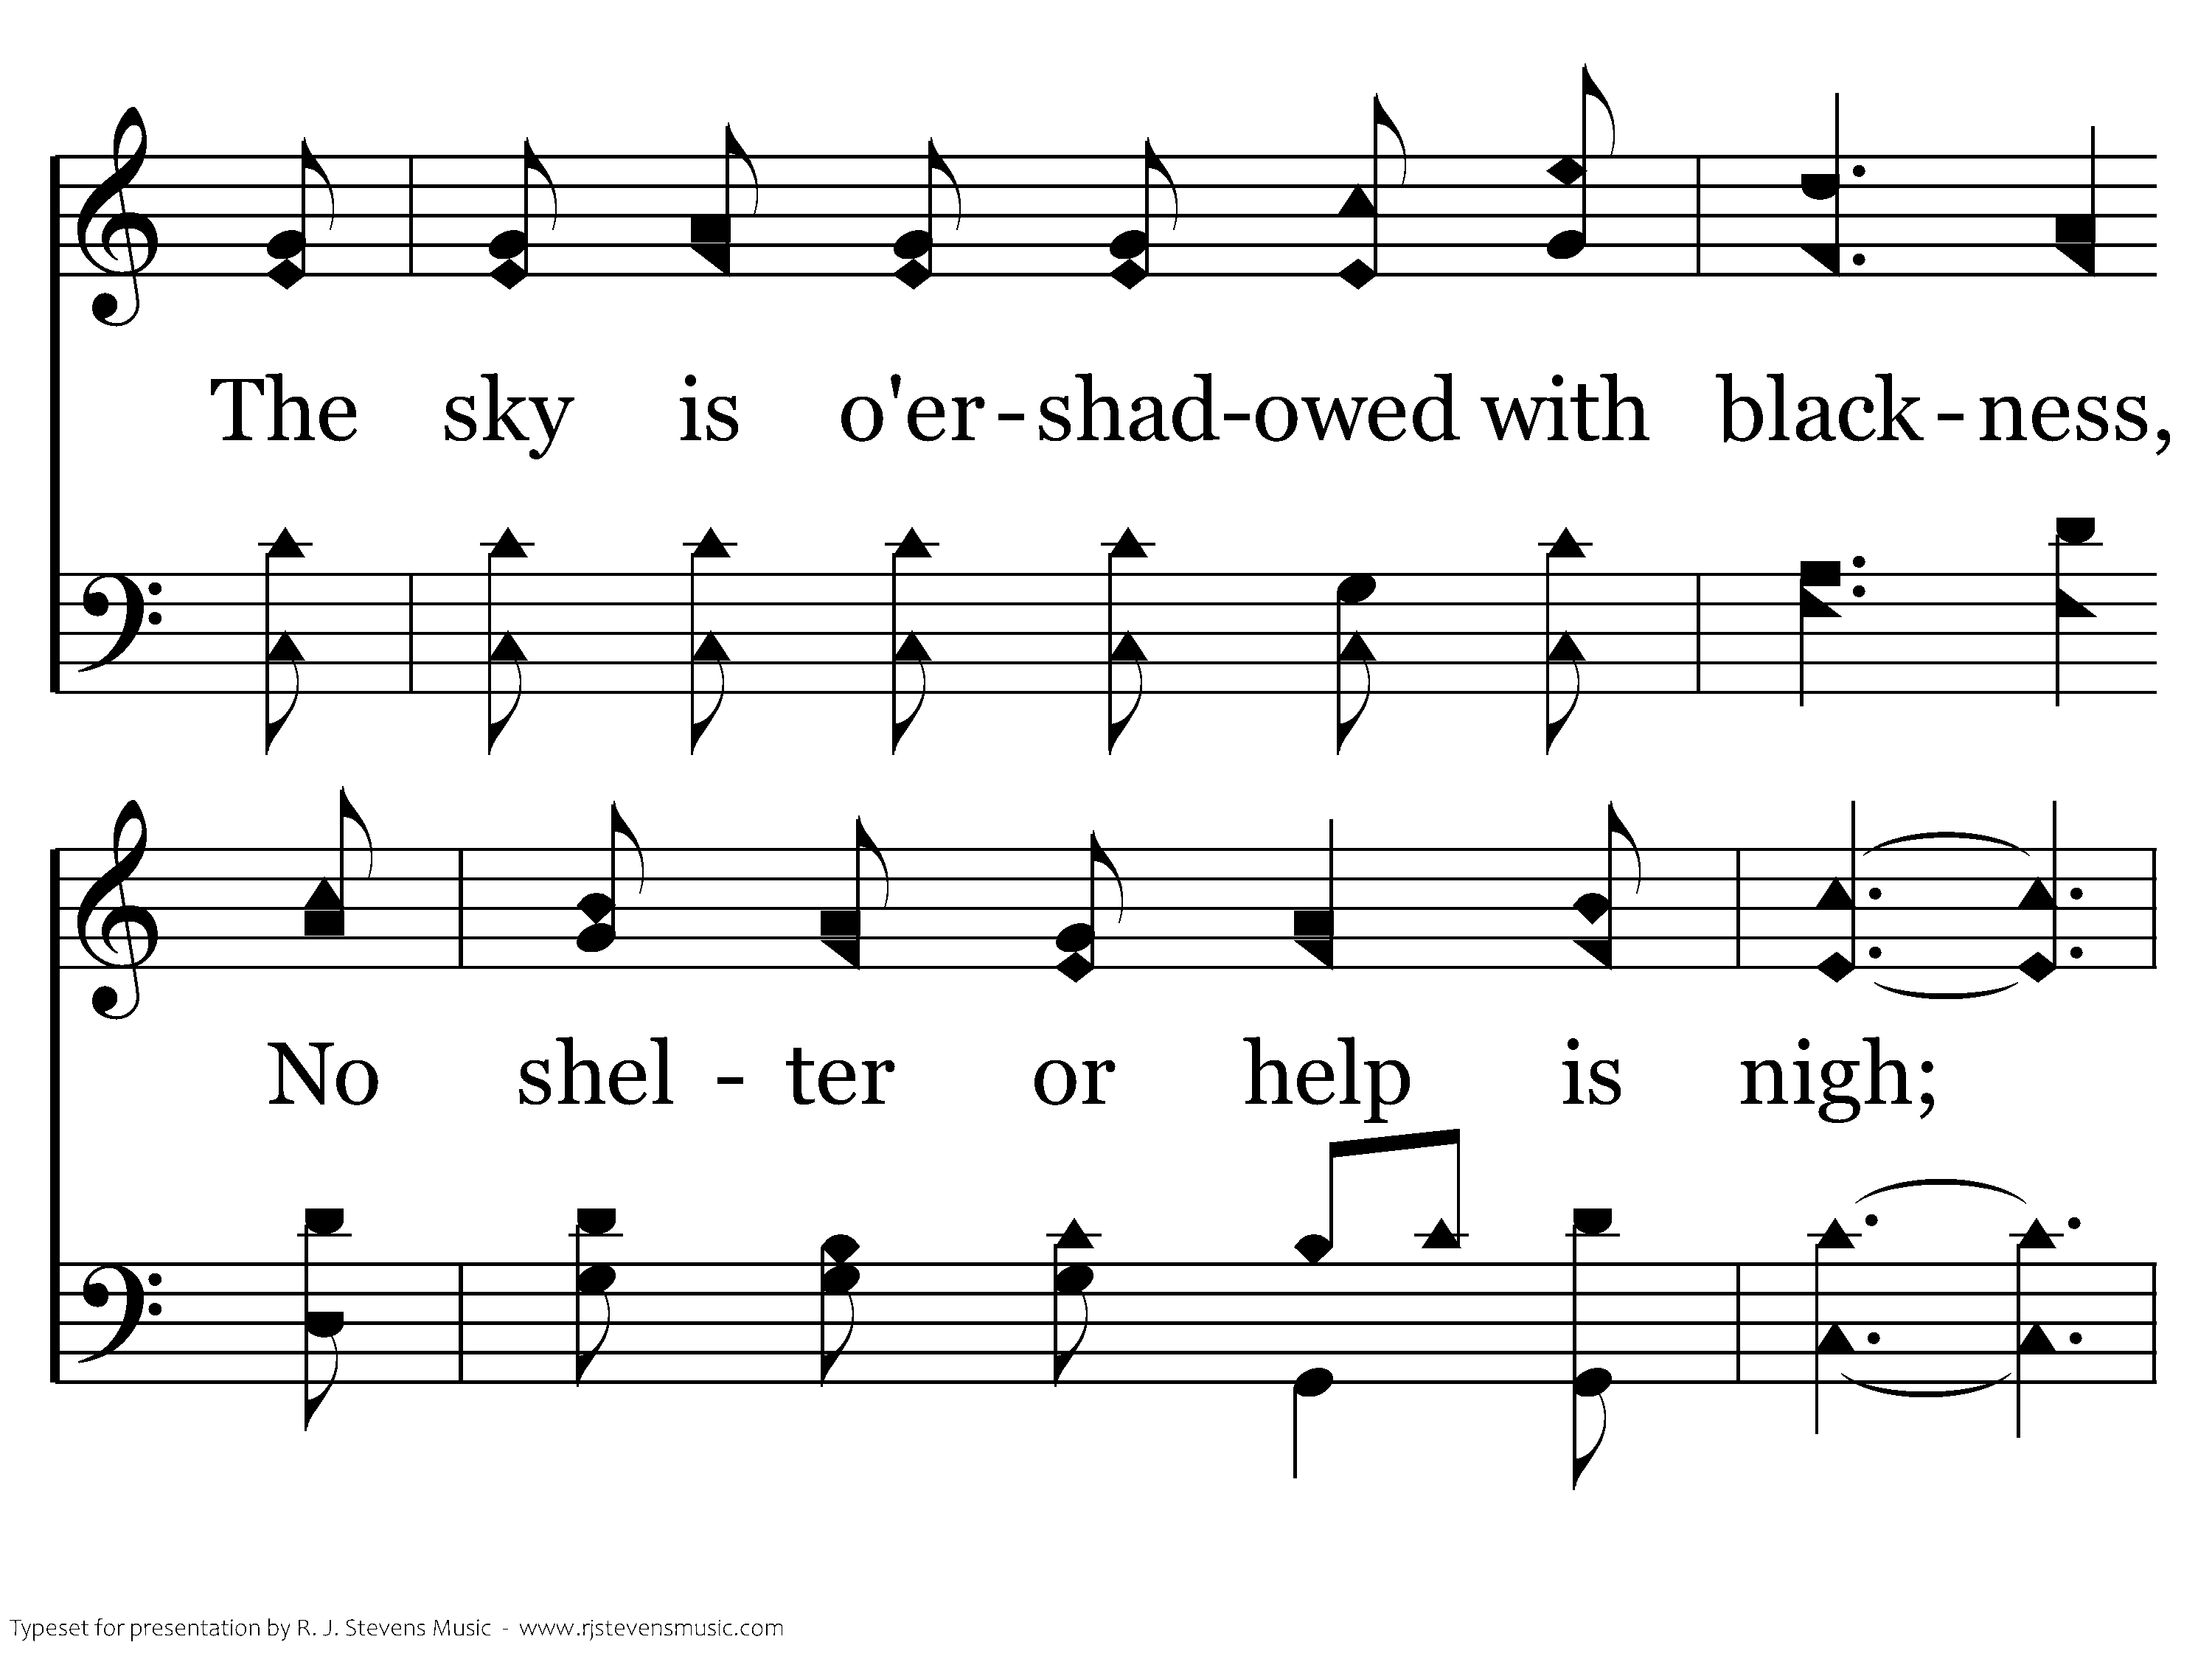 The sky is o'er-shad-owed with black-ness,
No shel-ter or help is nigh;
Typeset for presentation by R. J. Stevens Music - www.rjstevensmusic.com